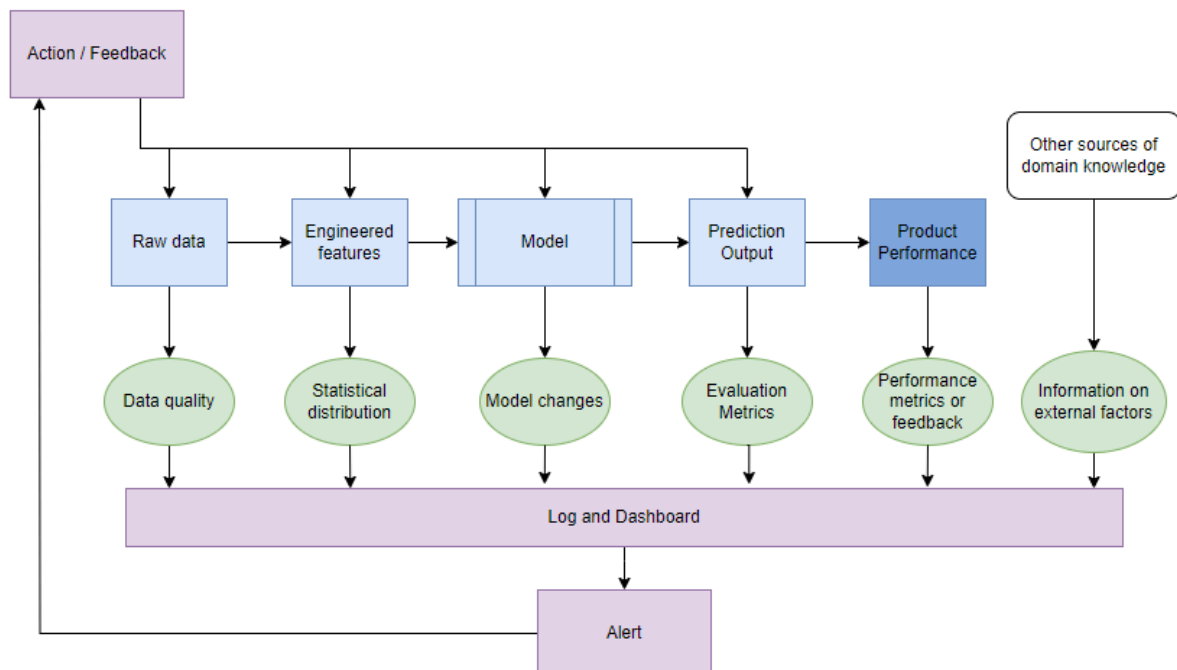 Action / Feedback
Other sources of
domain knowledge
Raw data
Engineered
features
Model
Prediction
Output
Product
Performance
Data quality
Statistical
distribution
Model changes
Evaluation
Metrics
Performance
metrics or
feedback
Information on
external factors
Log and Dashboard
Alert